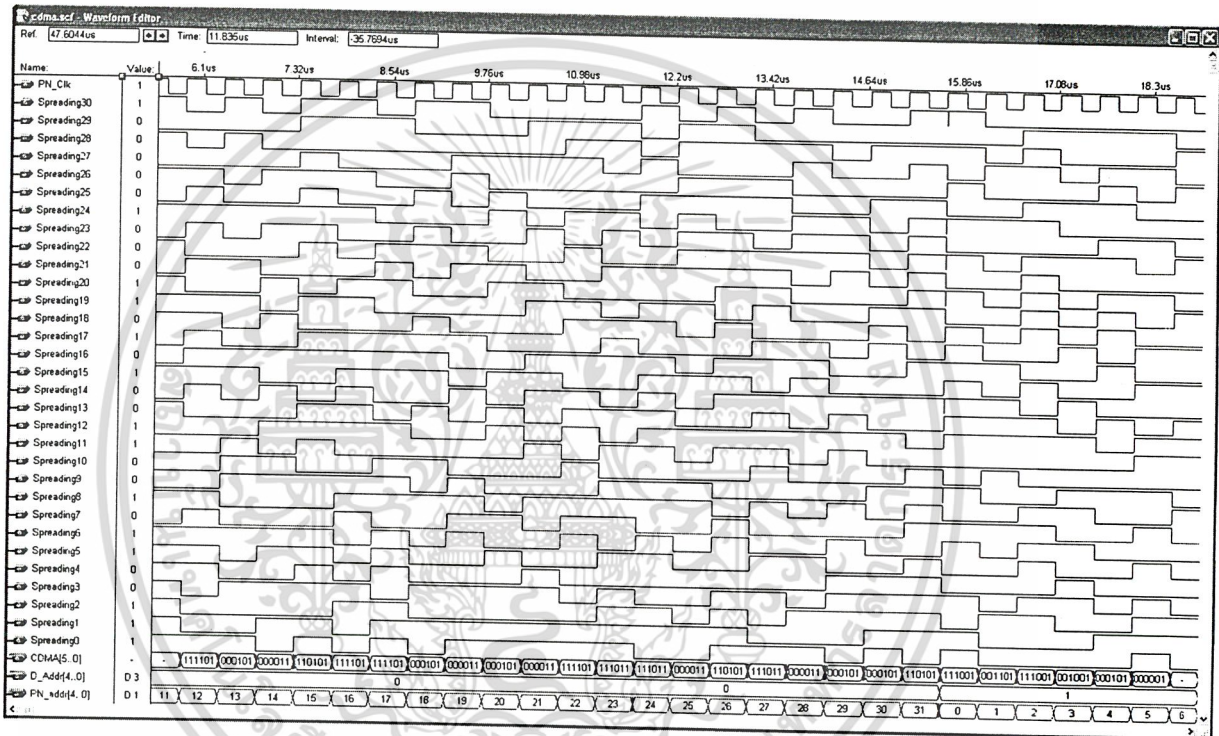 cdma.scf - Waveform Editor
Ref: 47.6044us Time: 11.835us Interval: -35.7694us
Name: Value: 6.1us 7.32us 8.54us 9.76us 10.98us 12.2us 13.42us 14.64us 15.86us 17.08us 18.3us
PN_Clk 1
Spreading30 1
Spreading29 0
Spreading28 0
Spreading27 0
Spreading26 0
Spreading25 0
Spreading24 1
Spreading23 0
Spreading22 0
Spreading21 0
Spreading20 1
Spreading19 1
Spreading18 0
Spreading17 1
Spreading16 0
Spreading15 1
Spreading14 0
Spreading13 0
Spreading12 1
Spreading11 1
Spreading10 0
Spreading9 0
Spreading8 1
Spreading7 0
Spreading6 1
Spreading5 1
Spreading4 0
Spreading3 0
Spreading2 1
Spreading1 1
Spreading0 1
CDMA[5..0] - - 111101 000101 000011 110101 111101 111101 000101 000011 000101 000011 111101 111011 111011 000011 110101 111011 000011 000101 000101 110101 111001 001101 111001 001001 000101 000001 -
D_Addr[4..0] D 3 0 0 1
PN_addr[4..0] D 1 11 12 13 14 15 16 17 18 19 20 21 22 23 24 25 26 27 28 29 30 31 0 1 2 3 4 5 6